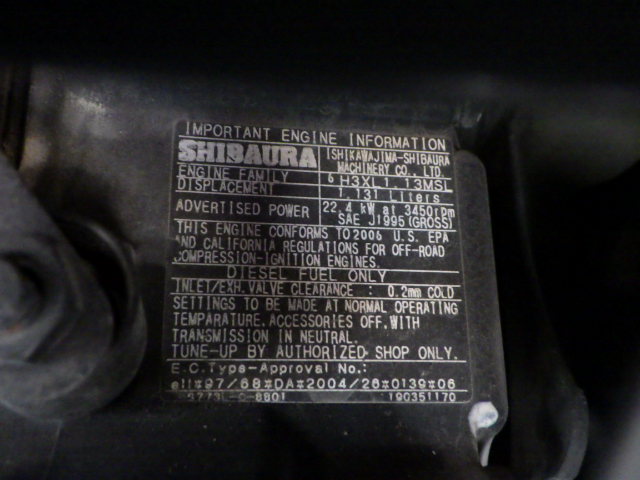 IMPORTANT ENGINE INFORMATION
SHIBAURA ISHIKAWAJIMA-SHIBAURA
MACHINERY CO., LTD.
ENGINE FAMILY 6 H3XL1. 13MSL
DISPLACEMENT 1. 131 Liters
ADVERTISED POWER 22.4 kW at 3450rpm
SAE J1995(GROSS)
THIS ENGINE CONFORMS TO2006 U.S. EPA
AND CALIFORNIA REGULATIONS FOR OFF-ROAD
COMPRESSION-IGNITION ENGINES.
DIESEL FUEL ONLY
INLET/EXH. VALVE CLEARANCE : 0.2mm COLD
SETTINGS TO BE MADE AT NORMAL OPERATING
TEMPARATURE. ACCESSORIES OFF. WITH
TRANSMISSION IN NEUTRAL.
TUNE-UP BY AUTHORIZED SHOP ONLY.
E.C. Type-Approval No.:
e11*97/68*DA*2004/26*0139*06
190351170